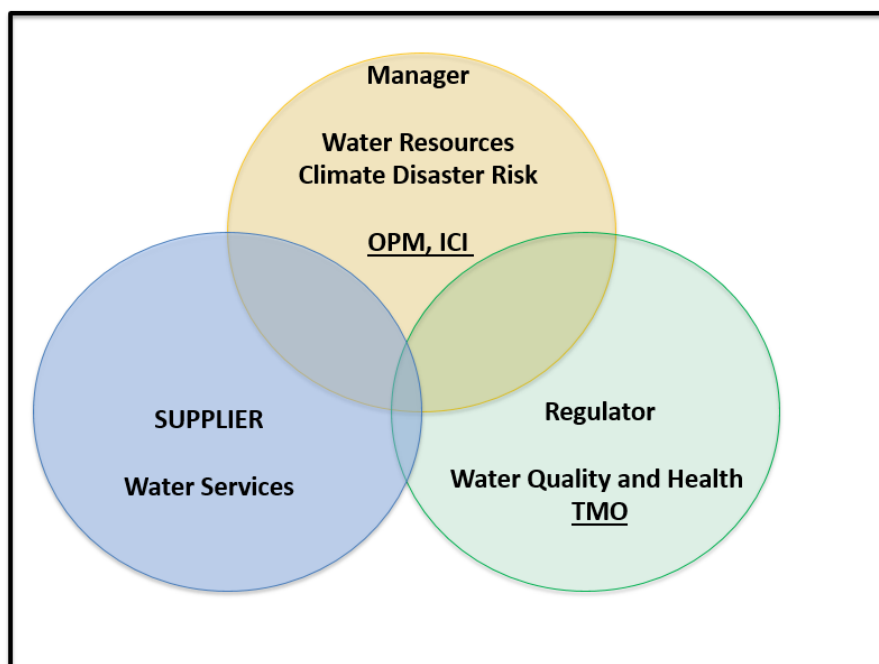 Manager
Water Resources
Climate Disaster Risk
OPM, ICI
SUPPLIER
Water Services
Regulator
Water Quality and Health
TMO